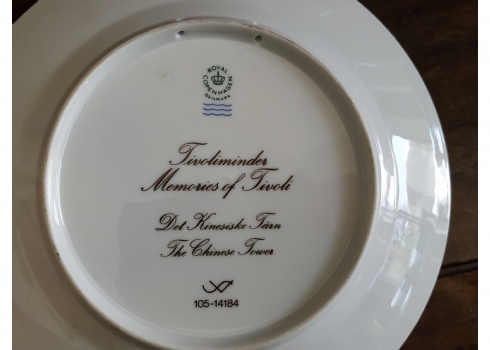 ROYAL
COPENHAGEN
DENMARK
Tivoliminder
Memories of Tivoli
Det Kinesiske Tårn
The Chinese Tower
105-14184